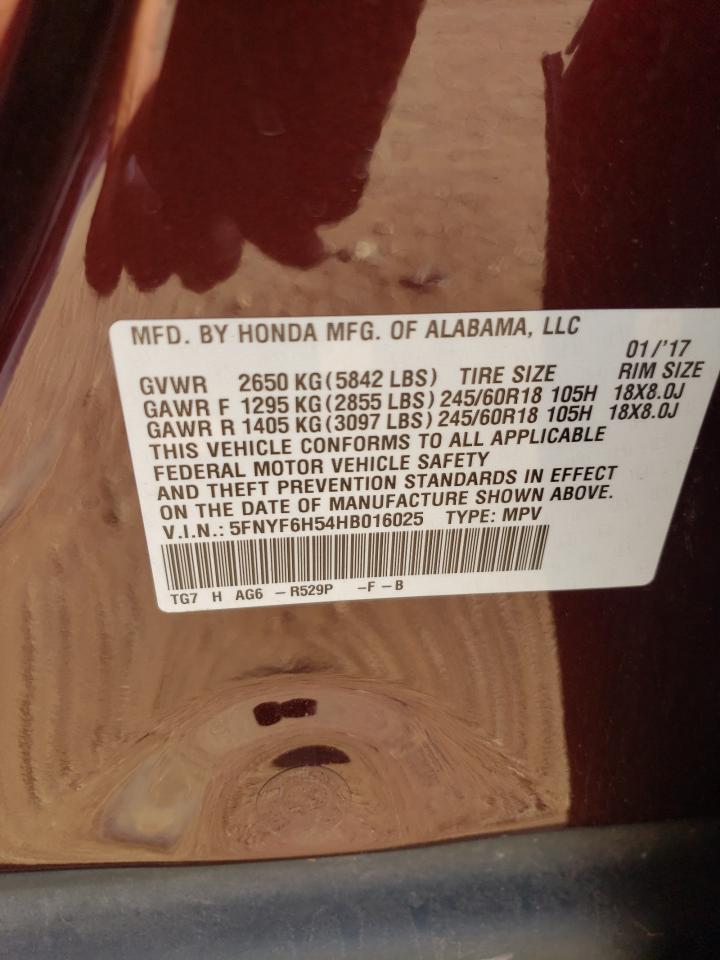 MFD. BY HONDA MFG. OF ALABAMA, LLC
01/'17
GVWR 2650 KG (5842 LBS) TIRE SIZE RIM SIZE
GAWR F 1295 KG (2855 LBS) 245/60R18 105H 18X8.0J
GAWR R 1405 KG (3097 LBS) 245/60R18 105H 18X8.0J
THIS VEHICLE CONFORMS TO ALL APPLICABLE
FEDERAL MOTOR VEHICLE SAFETY
AND THEFT PREVENTION STANDARDS IN EFFECT
ON THE DATE OF MANUFACTURE SHOWN ABOVE.
V.I.N.: 5FNYF6H54HB016025 TYPE: MPV
TG7 H AG6 -R529P -F-B